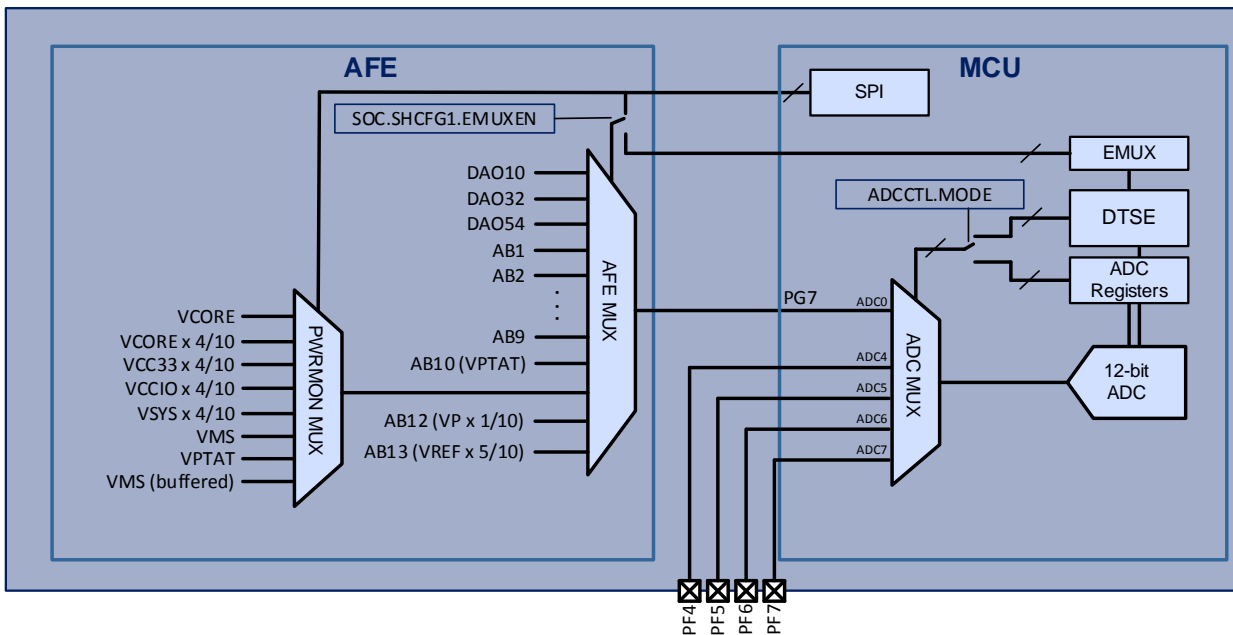 AFE
MCU
SPI
SOC.SHCFG1.EMUXEN
EMUX
DAO10
DAO32
DAO54
AB1
AB2
AB9
AB10 (VPTAT)
AB12 (VP x 1/10)
AB13 (VREF x 5/10)
AFE MUX
ADCCTL.MODE
DTSE
ADC
Registers
12-bit
ADC
VCORE
VCORE x 4/10
VCC33 x 4/10
VCCIO x 4/10
VSYS x 4/10
VMS
VPTAT
VMS (buffered)
PWRMON MUX
PG7
ADC0
ADC4
ADC5
ADC6
ADC7
ADC MUX
PF4
PF5
PF6
PF7